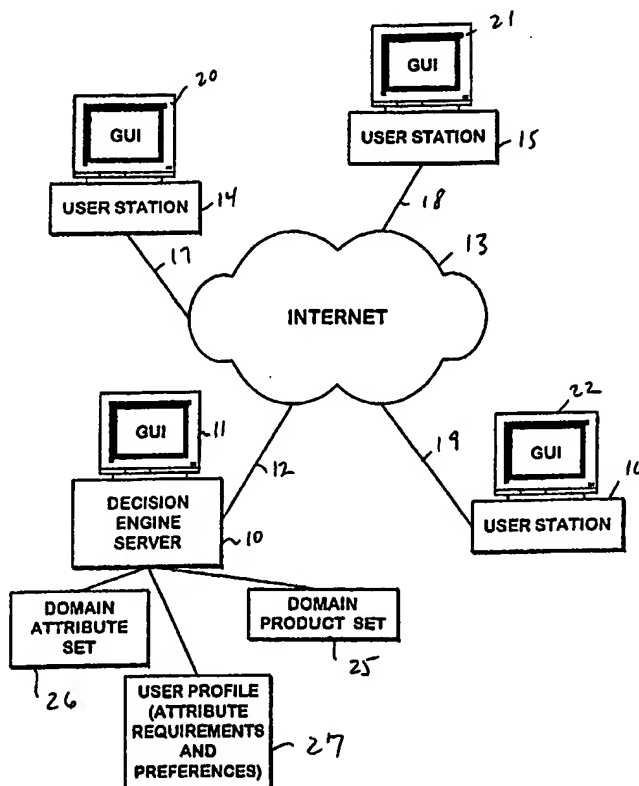 21
GUI
USER STATION
15
20
GUI
USER STATION
14
18
17
13
INTERNET
22
GUI
USER STATION
19
GUI
11
12
DECISION
ENGINE
SERVER
10
DOMAIN
ATTRIBUTE
SET
26
DOMAIN
PRODUCT SET
25
USER PROFILE
(ATTRIBUTE
REQUIREMENTS
AND
PREFERENCES)
27